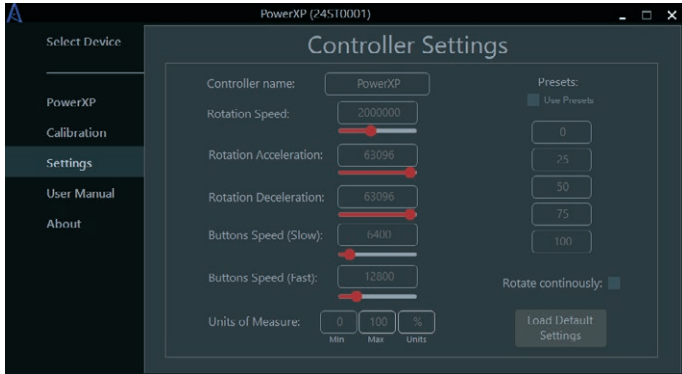 PowerXP (24ST0001)
Select Device
PowerXP
Calibration
Settings
User Manual
About
Controller Settings
Controller name: PowerXP
Rotation Speed: 2000000
Rotation Acceleration: 63096
Rotation Deceleration: 63096
Buttons Speed (Slow): 6400
Buttons Speed (Fast): 12800
Units of Measure: 0 100 %
Min Max Units
Presets:
Use Presets
0
25
50
75
100
Rotate continously:
Load Default
Settings